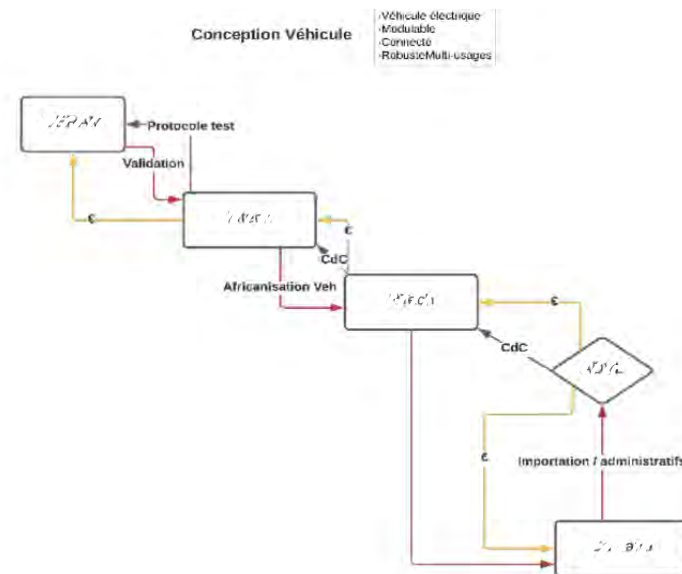 -Véhicule électrique
Conception Véhicule
-Modulable
-Connecté
-RobusteMulti-usages
Protocole test
Validation
€
€
CdC
Africanisation Veh
€
CdC
€
Importation / administratifs